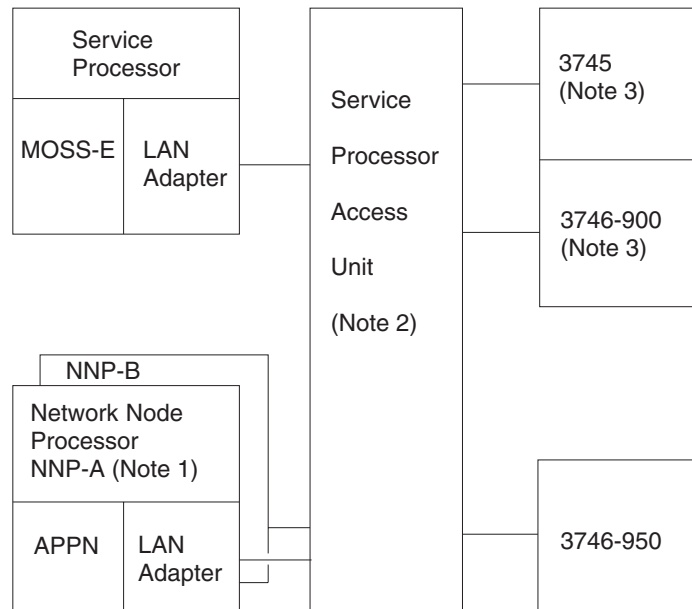 Service
Processor
MOSS-E
LAN
Adapter
Service
Processor
Access
Unit
(Note 2)
3745
(Note 3)
3746-900
(Note 3)
NNP-B
Network Node
Processor
NNP-A (Note 1)
APPN
LAN
Adapter
3746-950